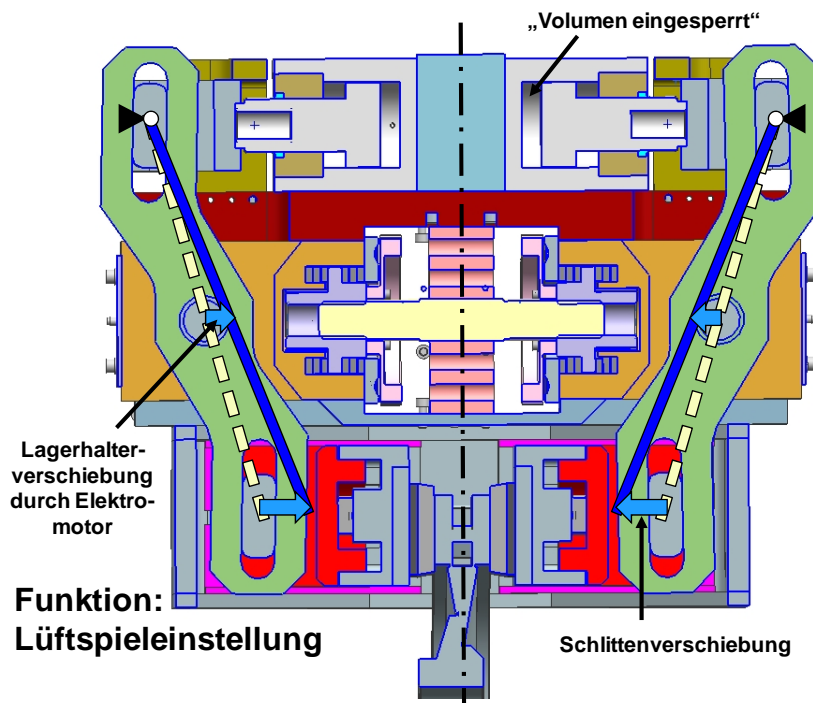 „Volumen eingesperrt“
Lagerhalter-
verschiebung
durch Elektro-
motor
Funktion:
Lüftspieleinstellung
Schlittenverschiebung